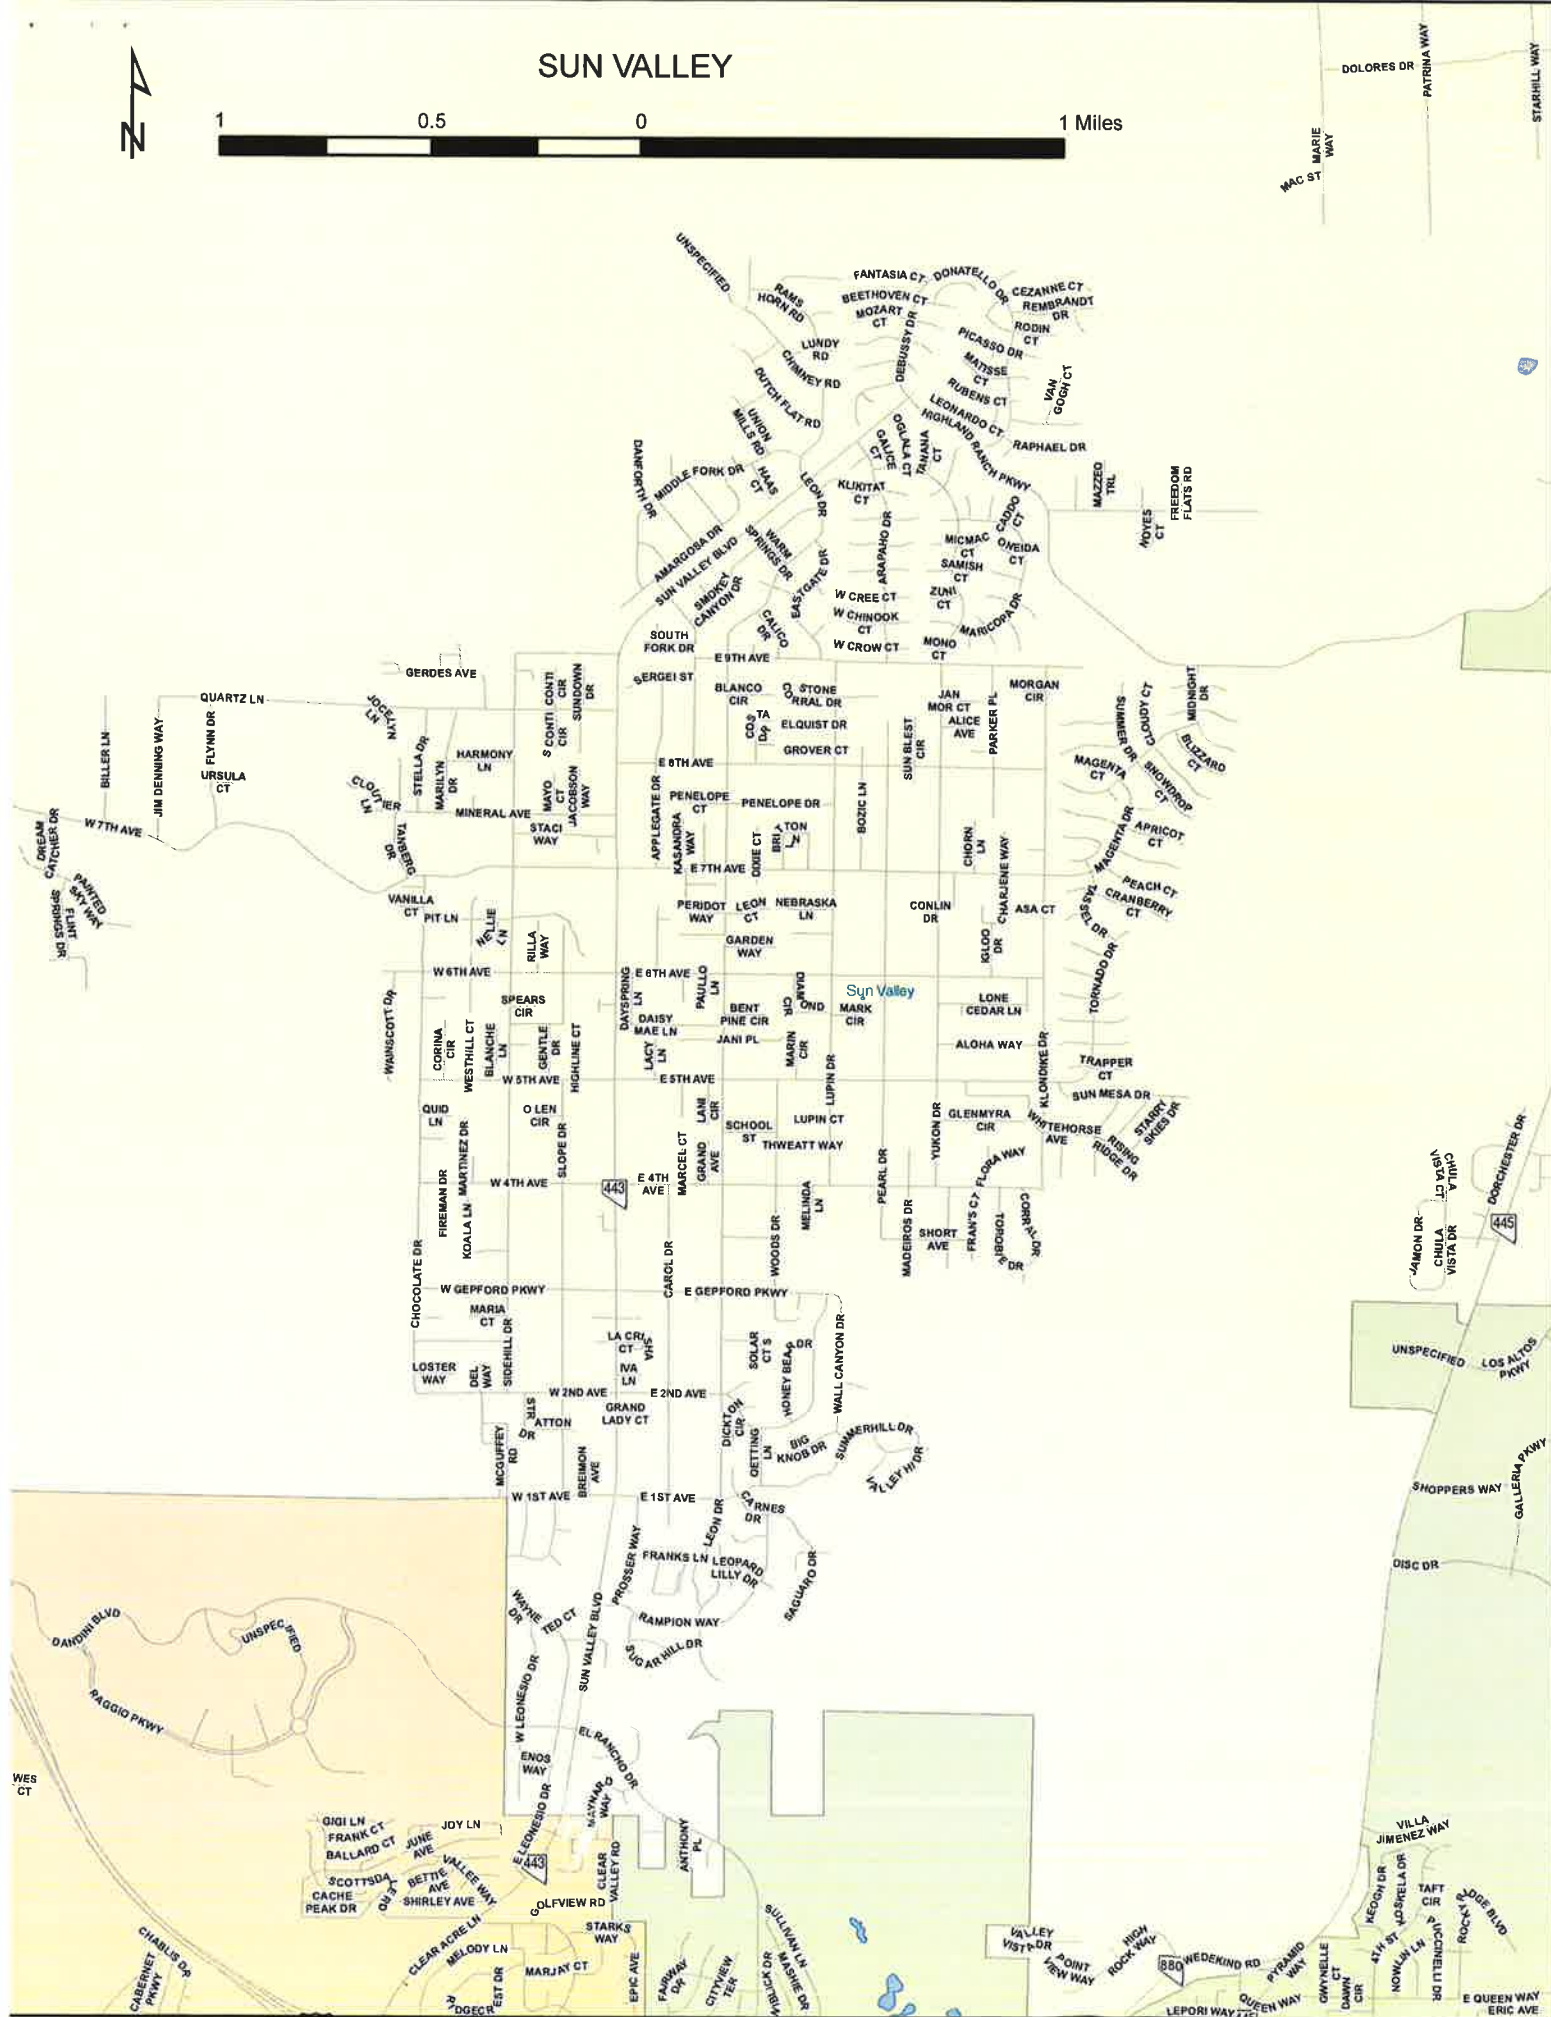 SUN VALLEY
1 0.5 0 1 Miles
N
DOLORES DR
PATRINA WAY
STARHILL WAY
MARIE
WAY
MAC ST
UNSPECIFIED
RAMS
HORN RD
FANTASIA CT
DONATELLO DR
CEZANNE CT
REMBRANDT
DR
BEETHOVEN CT
MOZART
CT
RODIN
CT
DEBUSSY DR
PICASSO DR
LUNDY
RD
CHIMNEY RD
MATISSE
CT
RUBENS CT
VAN
GOGH CT
DUTCH FLAT RD
LEONARDO CT
HIGHLAND RANCH PKWY
UNION
MILLS RD
OGLALA CT
GALICE
CT
TANANA
CT
RAPHAEL DR
DANFORTH DR
MIDDLE FORK DR
HAAS
CT
LEON DR
KLIKITAT
CT
MAZZEO
TRL
FREEDOM
FLATS RD
NOYES
CT
CADDO
CT
AMARGOSA DR
SUN VALLEY BLVD
WARM
SPRINGS DR
ARAPAHO DR
MICMAC
CT
ONEIDA
CT
SAMISH
CT
SMOKEY
CANYON DR
EASTGATE DR
W CREE CT
ZUNI
CT
W CHINOOK
CT
MARICOPA DR
CALICO
DR
SOUTH
FORK DR
W CROW CT
MONO
CT
E 9TH AVE
GERDES AVE
SERGEI ST
QUARTZ LN
JOCELYN
LN
CONTI
CIR
SUNDOWN
DR
BLANCO
CIR
STONE
CORRAL DR
JAN
MOR CT
MORGAN
CIR
PARKER PL
MIDNIGHT
DR
CLOUDY CT
SUMMER DR
BILLER LN
JIM DENNING WAY
FLYNN DR
S CONTI
CIR
COSTA
DR
ELQUIST DR
ALICE
AVE
SUN BLEST
CIR
GROVER CT
BLIZZARD
CT
STELLA DR
HARMONY
LN
MARILYN
DR
URSULA
CT
E 8TH AVE
MAGENTA
CT
SNOWDROP
CT
CLOUTIER
LN
MAYO
CT
JACOBSON
WAY
APPLEGATE DR
PENELOPE
CT
PENELOPE DR
BOZIC LN
MINERAL AVE
STACI
WAY
KASANDRA
WAY
DIXIE CT
BRITTON
LN
CHORN
LN
CHARLENE WAY
MAGENTA DR
APRICOT
CT
W 7TH AVE
DREAM
CATCHER DR
TANBERG
DR
E 7TH AVE
PAINTED
SKY WAY
FLINT
SPRINGS DR
VANILLA
CT
PIT LN
NELLIE
LN
RILLA
WAY
PERIDOT
WAY
LEON
CT
NEBRASKA
LN
CONLIN
DR
ASA CT
PEACH CT
CRANBERRY
CT
TASSEL DR
GARDEN
WAY
IGLOO
DR
TORNADO DR
W 6TH AVE
E 6TH AVE
WAINSCOTT DR
SPEARS
CIR
DAYSPRING
LN
PAULLO
LN
DIAMOND
CIR
Sun Valley
LONE
CEDAR LN
DAISY
MAE LN
BENT
PINE CIR
MARK
CIR
JANI PL
CORINA
CIR
WESTHILL CT
BLANCHE
LN
GENTLE
DR
HIGHLINE CT
LACY
LN
MARIN
CIR
LUPIN DR
ALOHA WAY
KLONDIKE DR
TRAPPER
CT
W 5TH AVE
E 5TH AVE
SUN MESA DR
QUID
LN
O LEN
CIR
LANI
CIR
SCHOOL
ST
LUPIN CT
GLENMYRA
CIR
WHITEHORSE
AVE
STARRY
SKIES DR
RISING
RIDGE DR
THWEATT WAY
YUKON DR
MARTINEZ DR
SLOPE DR
MARCEL CT
GRAND
AVE
PEARL DR
FLORA WAY
DORCHESTER DR
CHULA
VISTA CT
FIREMAN DR
W 4TH AVE
443
E 4TH
AVE
MELINDA
LN
KOALA LN
MADEIROS DR
SHORT
AVE
FRAN'S CT
TOROBIE DR
CORRAL DR
445
JAMON DR
CHULA
VISTA DR
CHOCOLATE DR
CAROL DR
WOODS DR
W GEPFORD PKWY
E GEPFORD PKWY
MARIA
CT
SIDEHILL DR
LA CRISHA
CT
SOLAR
CT S
HONEY BEAR DR
WALL CANYON DR
LOSTER
WAY
DEL
WAY
IVA
LN
UNSPECIFIED
LOS ALTOS
PKWY
W 2ND AVE
E 2ND AVE
GRAND
LADY CT
STRATTON
DR
DICKTON
CIR
OETTING
LN
BIG
KNOB DR
SUMMERHILL DR
VALLEY HI DR
MCGUFFEY
RD
BREIMON
AVE
W 1ST AVE
E 1ST AVE
CARNES
DR
SHOPPERS WAY
GALLERIA PKWY
LEON DR
PROSSER WAY
FRANKS LN
LEOPARD
LILLY DR
SAGUARO DR
DISC DR
DANDINI BLVD
UNSPECIFIED
WAYNE
DR
TED CT
RAMPION WAY
SUGAR HILL DR
SUN VALLEY BLVD
RAGGIO PKWY
W LEONESIO DR
EL RANCHO DR
ENOS
WAY
WES
CT
MAYNARD
WAY
E LEONESIO DR
GIGI LN
FRANK CT
BALLARD CT
JUNE
AVE
JOY LN
ANTHONY
PL
VILLA
JIMENEZ WAY
443
CLEAR
VALLEY RD
SCOTTSDALE RD
BETTIE
AVE
VALLEE WAY
CACHE
PEAK DR
SHIRLEY AVE
GOLFVIEW RD
KEOGH DR
KOSKELA DR
TAFT
CIR
ROCKY RIDGE BLVD
CHABLIS DR
CLEAR ACRE LN
STARKS
WAY
SULLIVAN LN
VALLEY
VISTA DR
HIGH
ROCK WAY
4TH ST
PUCCINELLI DR
MELODY LN
MARJAY CT
POINT
VIEW WAY
880
WEDEKIND RD
PYRAMID
WAY
NOWLIN LN
CABERNET
PKWY
RIDGECREST DR
EPIC AVE
FAIRWAY
DR
CITYVIEW
TER
MASHIE DR
GWYNELLE
CT
DAWN
CIR
LEPORI WAY
QUEEN WAY
E QUEEN WAY
ERIC AVE